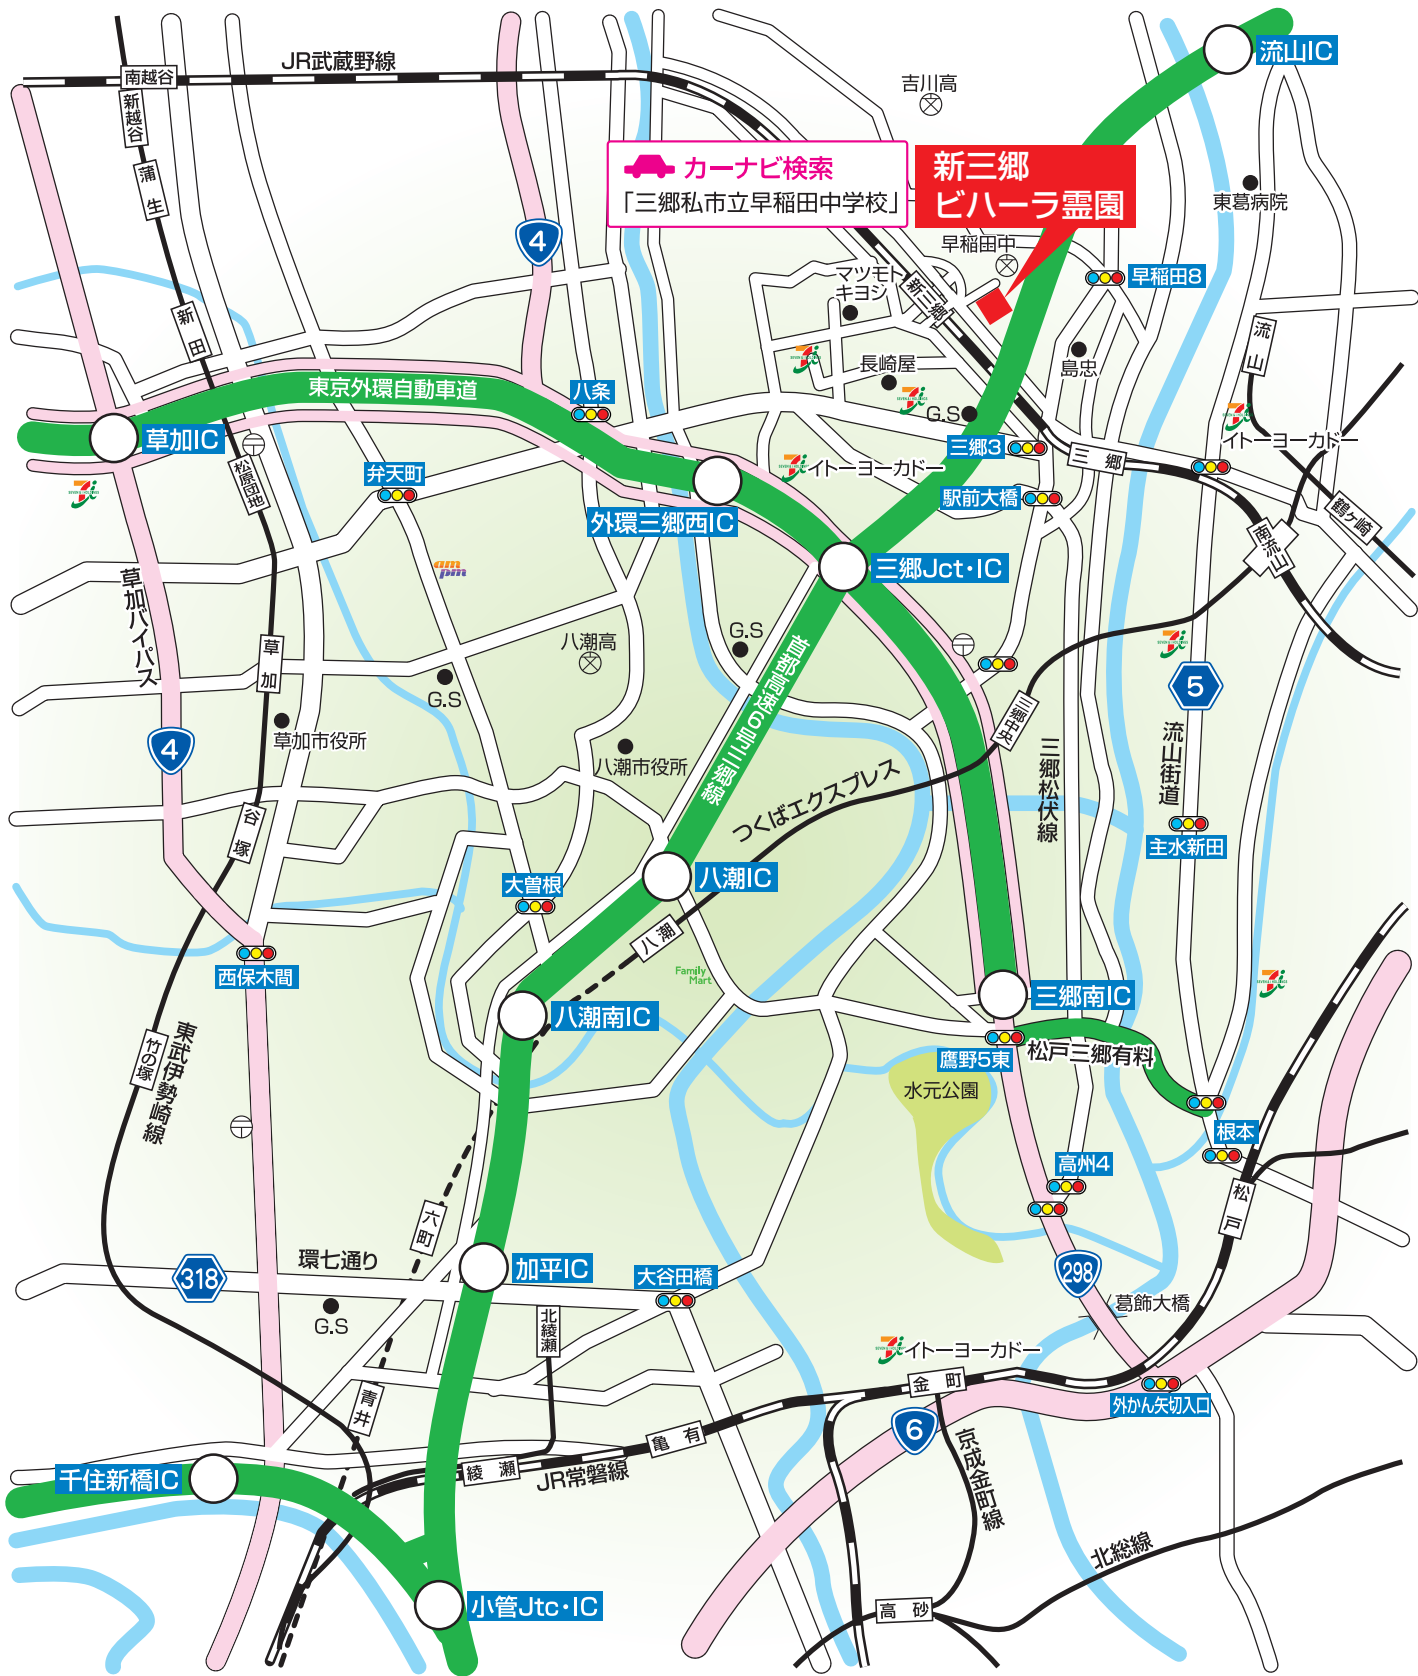 流山IC
JR武蔵野線
南越谷
新越谷
吉川高
カーナビ検索
「三郷私市立早稲田中学校」
新三郷
ビハーラ霊園
蒲生
東葛病院
4
早稲田中
早稲田8
マツモト
キヨシ
新三郷
新田
流山
島忠
長崎屋
東京外環自動車道
八条
G.S
草加IC
イトーヨーカドー
三郷3
三郷
弁天町
松原団地
イトーヨーカドー
駅前大橋
外環三郷西IC
鶴ヶ崎
南流山
三郷Jct・IC
am
pm
草加バイパス
G.S
八潮高
首都高速6号三郷線
草加
G.S
5
三郷中央
草加市役所
4
八潮市役所
三郷松伏線
流山街道
つくばエクスプレス
谷塚
主水新田
八潮IC
大曽根
八潮
西保木間
Family
Mart
三郷南IC
八潮南IC
東武伊勢崎線
竹の塚
鷹野5東
松戸三郷有料
水元公園
根本
高州4
松戸
六町
環七通り
318
加平IC
大谷田橋
298
葛飾大橋
G.S
北綾瀬
イトーヨーカドー
金町
青井
外かん矢切入口
6
亀有
京成金町線
綾瀬
JR常磐線
千住新橋IC
北総線
小管Jtc・IC
高砂